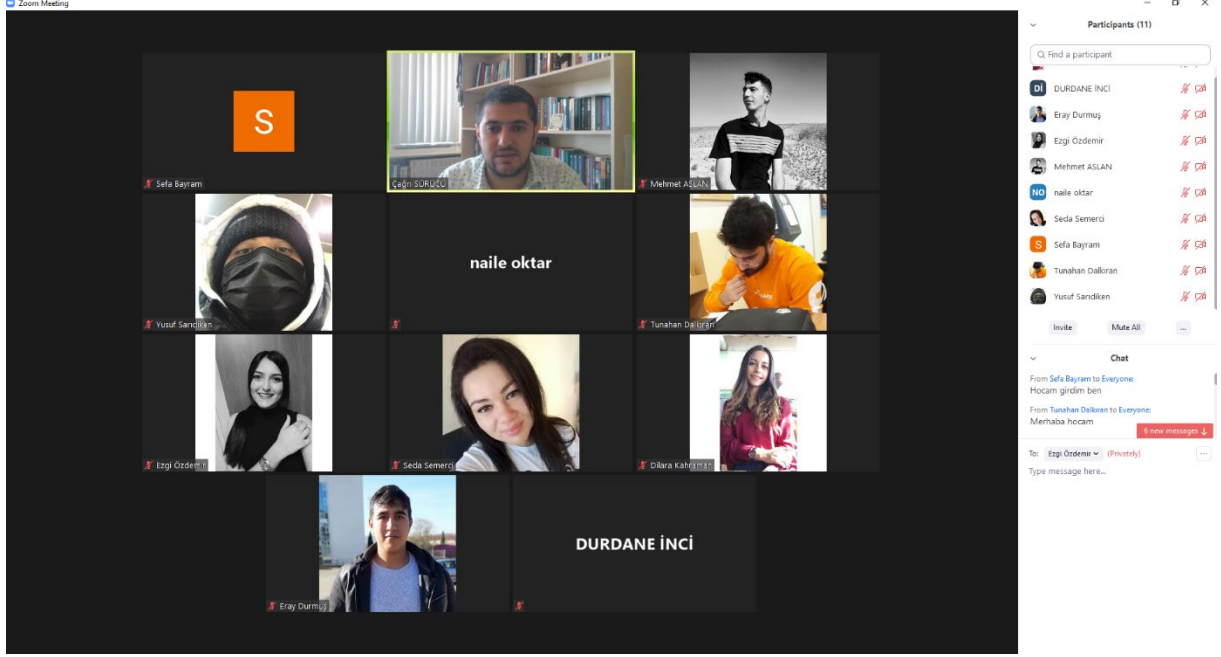 Zoom Meeting
S
Sefa Bayram
Çağrı SÜRÜCÜ
Mehmet ASLAN
Yusuf Sarıdiken
naile oktar
Tunahan Dalkıran
Ezgi Özdemir
Seda Semerci
Dilara Kahraman
Eray Durmuş
DURDANE İNCİ
Participants (11)
Find a participant
Dİ DURDANE İNCİ
Eray Durmuş
Ezgi Özdemir
Mehmet ASLAN
NO naile oktar
Seda Semerci
S Sefa Bayram
Tunahan Dalkıran
Yusuf Sarıdiken
Invite Mute All ...
Chat
From Sefa Bayram to Everyone:
Hocam girdim ben
From Tunahan Dalkıran to Everyone:
Merhaba hocam
6 new messages
To: Ezgi Özdemir (Privately) ...
Type message here...